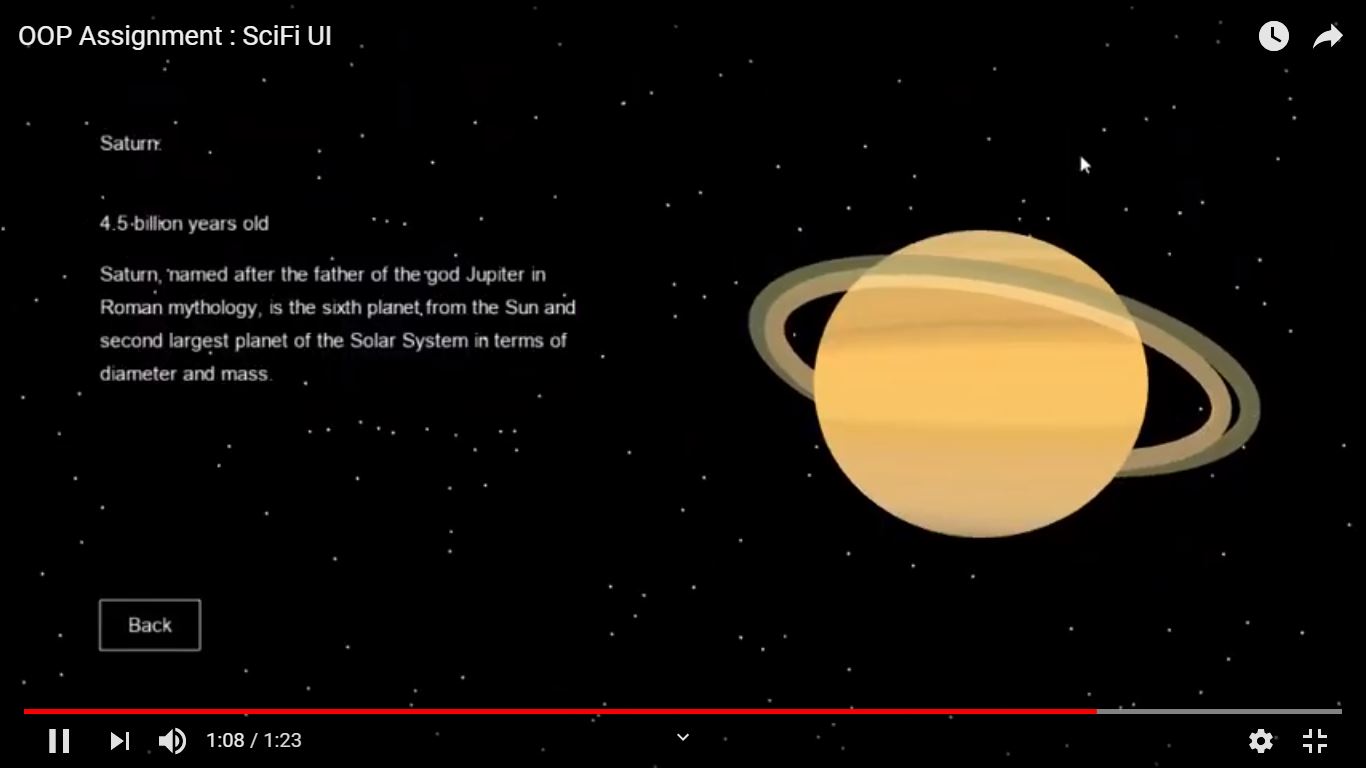 OOP Assignment : SciFi UI
Saturn:
4.5 billion years old
Saturn, named after the father of the god Jupiter in
Roman mythology, is the sixth planet from the Sun and
second largest planet of the Solar System in terms of
diameter and mass.
Back
1:08 / 1:23